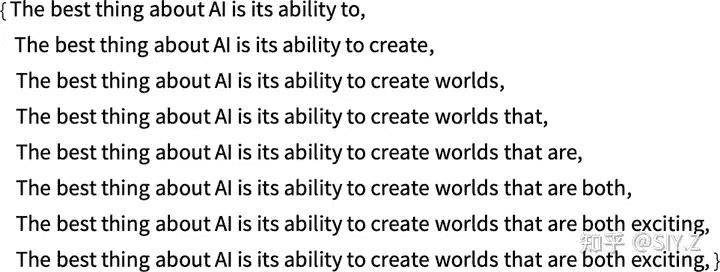 {The best thing about AI is its ability to,
The best thing about AI is its ability to create,
The best thing about AI is its ability to create worlds,
The best thing about AI is its ability to create worlds that,
The best thing about AI is its ability to create worlds that are,
The best thing about AI is its ability to create worlds that are both,
The best thing about AI is its ability to create worlds that are both exciting,
The best thing about AI is its ability to create worlds that are both exciting,}
知乎 @SIY.Z